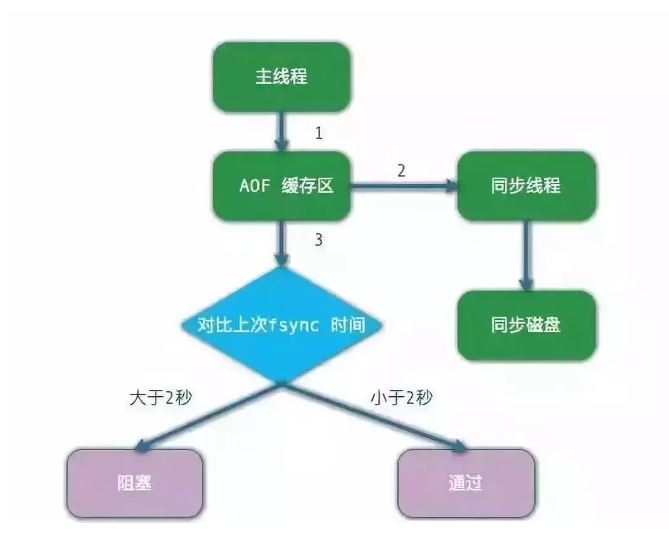 主线程
1
AOF 缓存区
2
同步线程
3
对比上次fsync 时间
同步磁盘
大于2秒
小于2秒
阻塞
通过